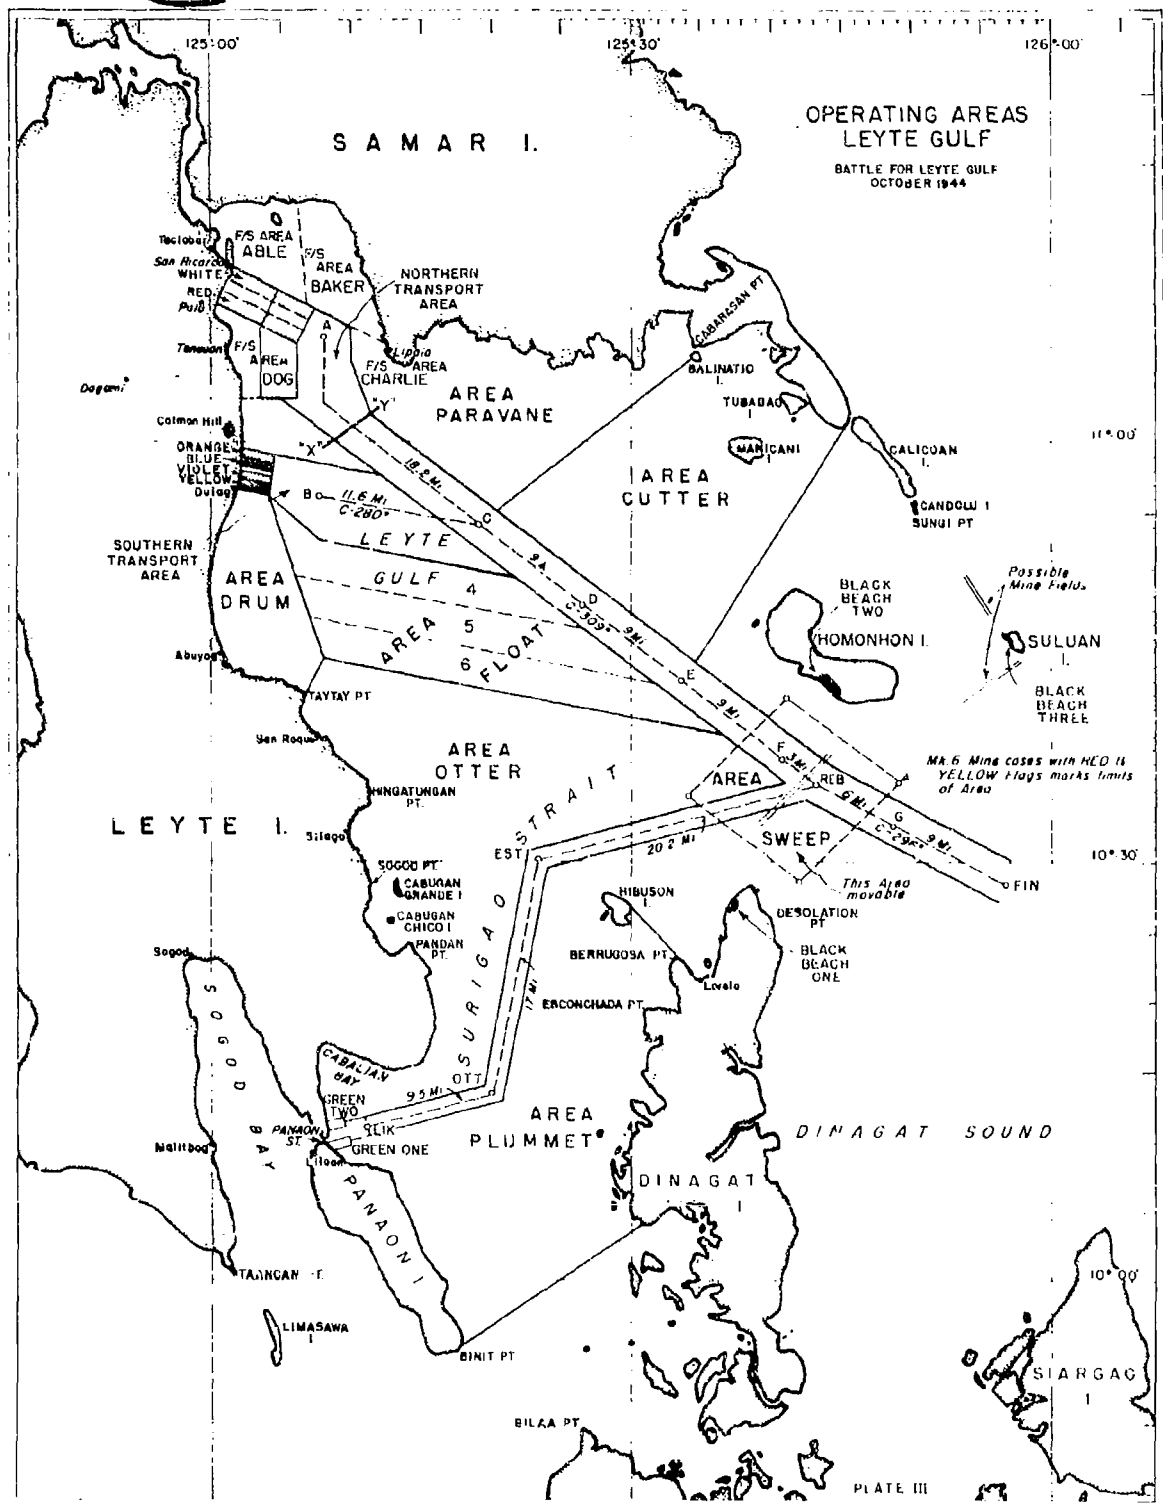 125°00'
125°30'
126°00'
OPERATING AREAS
LEYTE GULF
BATTLE FOR LEYTE GULF
OCTOBER 1944
SAMAR I.
F/S AREA
ABLE
F/S
AREA
BAKER
NORTHERN
TRANSPORT
AREA
Tacloban
San Ricardo
WHITE
RED
Palo
A
Tanauan
F/S
AREA
DOG
Lipata
F/S AREA
CHARLIE
CABARASAN PT
BALINATIO
I.
AREA
PARAVANE
Dagami
TUBABAO
I
"Y"
"X"
Catmon Hill
ORANGE
BLUE
VIOLET
YELLOW
Dulag
MANICANI
I
CALICOAN
I.
11°00'
18.2 Mi
AREA
CUTTER
B
11.6 Mi
C-280°
C
CANDOLU I
SUNGI PT
LEYTE
GULF
SOUTHERN
TRANSPORT
AREA
AREA
DRUM
4
5
6
AREA
FLOAT
D
C-309°
9 Mi
BLACK
BEACH
TWO
Possible
Mine Fields
HOMONHON I.
SULUAN
I.
BLACK
BEACH
THREE
Abuyog
TAYTAY PT
E
9 Mi
San Roque
AREA
OTTER
F
3 Mi
REB
AREA
SWEEP
Mk.6 Mine cases with RED &
YELLOW Flags marks limits
of Area
6 Mi
G
9 Mi
HINGATUNGAN
PT.
LEYTE I.
Silago
STRAIT
EST
20.2 Mi
10°30'
FIN
This Area
movable
SOGOD PT
CABUGAN
GRANDE I
CABUGAN
CHICO I
PANDAN
PT.
HIBUSON
I
DESOLATION
PT
BERRUGOSA PT.
BLACK
BEACH
ONE
Loreto
Sogod
SOGOD BAY
SURIGAO
17 Mi
ENCONCHADA PT.
CABALIAN
BAY
OTT
9.5 Mi
GREEN
TWO
PANAON
ST.
GREEN ONE
Liloan
Malitbog
AREA
PLUMMET
DINAGAT SOUND
DINAGAT
I
PANAON I
10°00'
LIMASAWA
I
BINIT PT
SIARGAO
I
BILAA PT
PLATE III